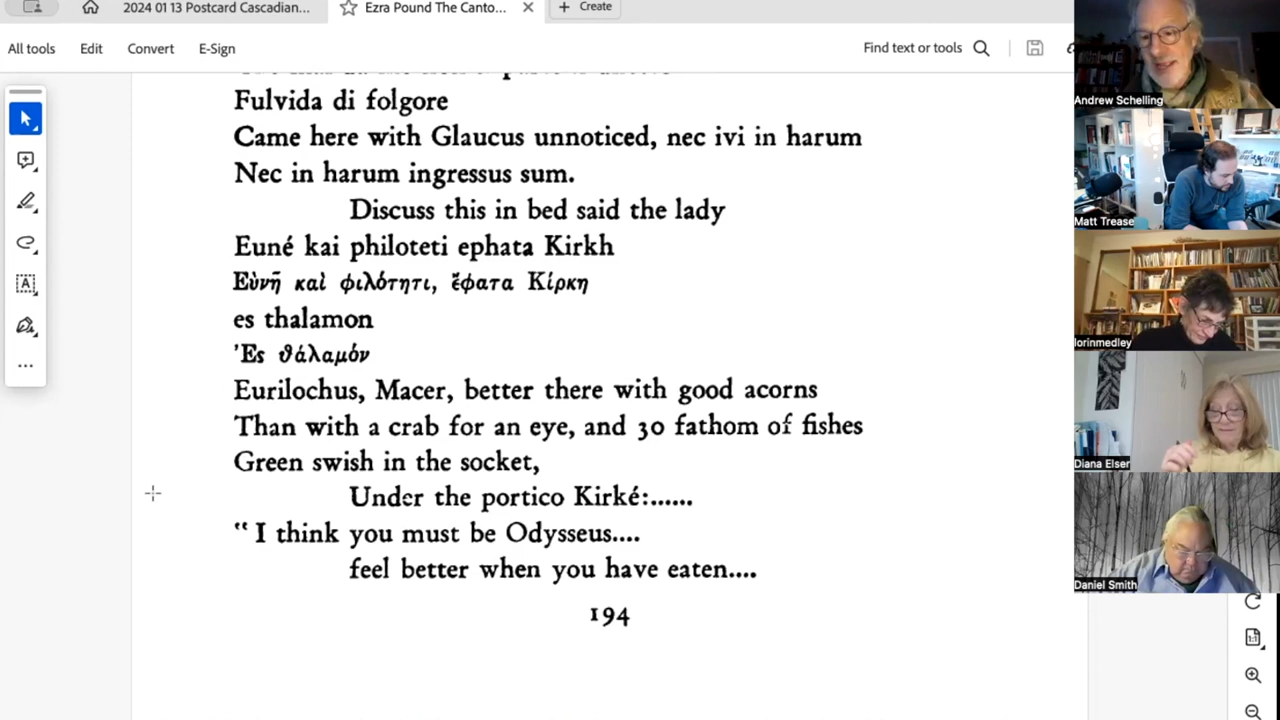 2024 01 13 Postcard Cascadian...
Ezra Pound The Canto...
Create
All tools
Edit
Convert
E-Sign
Find text or tools
Fulvida di folgore
Came here with Glaucus unnoticed, nec ivi in harum
Nec in harum ingressus sum.
Discuss this in bed said the lady
Euné kai philoteti ephata Kirkh
Εὐνῆ καὶ φιλότητι, ἔφατα Κίρκη
es thalamon
Ἐς θάλαμόν
Eurilochus, Macer, better there with good acorns
Than with a crab for an eye, and 30 fathom of fishes
Green swish in the socket,
Under the portico Kirké:......
“I think you must be Odysseus....
feel better when you have eaten....
194
Andrew Schelling
Matt Trease
lorinmedley
Diana Elser
Daniel Smith